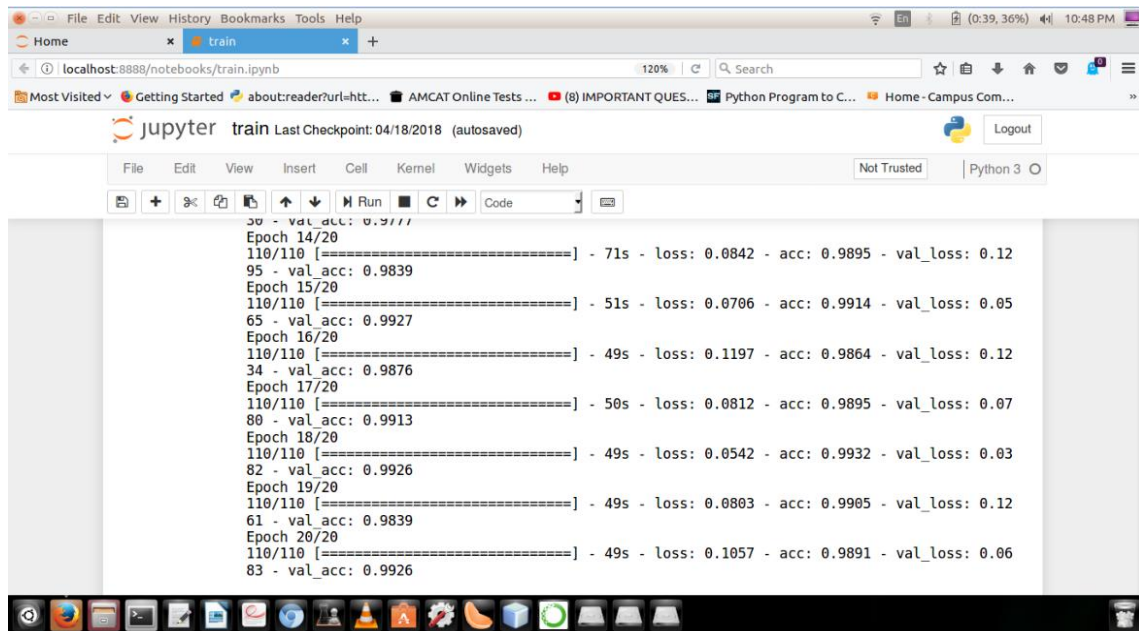 File Edit View History Bookmarks Tools Help
En (0:39, 36%) 10:48 PM
Home × train × +
localhost:8888/notebooks/train.ipynb 120% Search
Most Visited Getting Started about:reader?url=htt... AMCAT Online Tests ... (8) IMPORTANT QUES... SF Python Program to C... Home - Campus Com... »
jupyter train Last Checkpoint: 04/18/2018 (autosaved) Logout
File Edit View Insert Cell Kernel Widgets Help Not Trusted Python 3
Run Code
30 - val_acc: 0.9777
Epoch 14/20
110/110 [==============================] - 71s - loss: 0.0842 - acc: 0.9895 - val_loss: 0.12
95 - val_acc: 0.9839
Epoch 15/20
110/110 [==============================] - 51s - loss: 0.0706 - acc: 0.9914 - val_loss: 0.05
65 - val_acc: 0.9927
Epoch 16/20
110/110 [==============================] - 49s - loss: 0.1197 - acc: 0.9864 - val_loss: 0.12
34 - val_acc: 0.9876
Epoch 17/20
110/110 [==============================] - 50s - loss: 0.0812 - acc: 0.9895 - val_loss: 0.07
80 - val_acc: 0.9913
Epoch 18/20
110/110 [==============================] - 49s - loss: 0.0542 - acc: 0.9932 - val_loss: 0.03
82 - val_acc: 0.9926
Epoch 19/20
110/110 [==============================] - 49s - loss: 0.0803 - acc: 0.9905 - val_loss: 0.12
61 - val_acc: 0.9839
Epoch 20/20
110/110 [==============================] - 49s - loss: 0.1057 - acc: 0.9891 - val_loss: 0.06
83 - val_acc: 0.9926